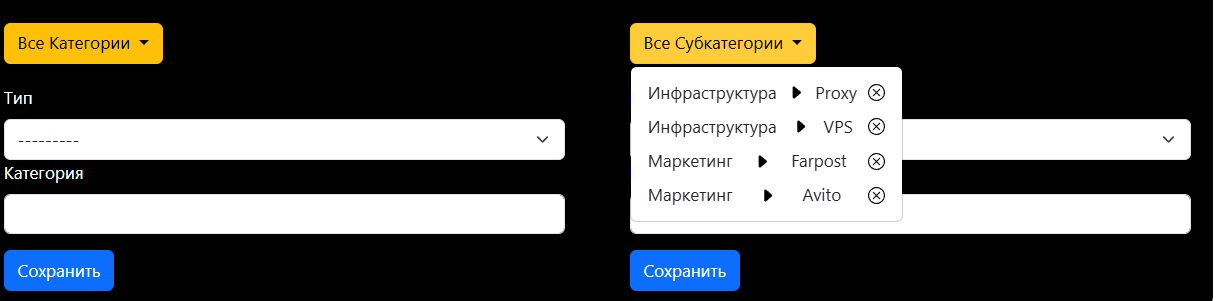 Все Категории
Все Субкатегории
Тип
---------
Категория
Сохранить
Инфраструктура Proxy
Инфраструктура VPS
Маркетинг Farpost
Маркетинг Avito
Сохранить